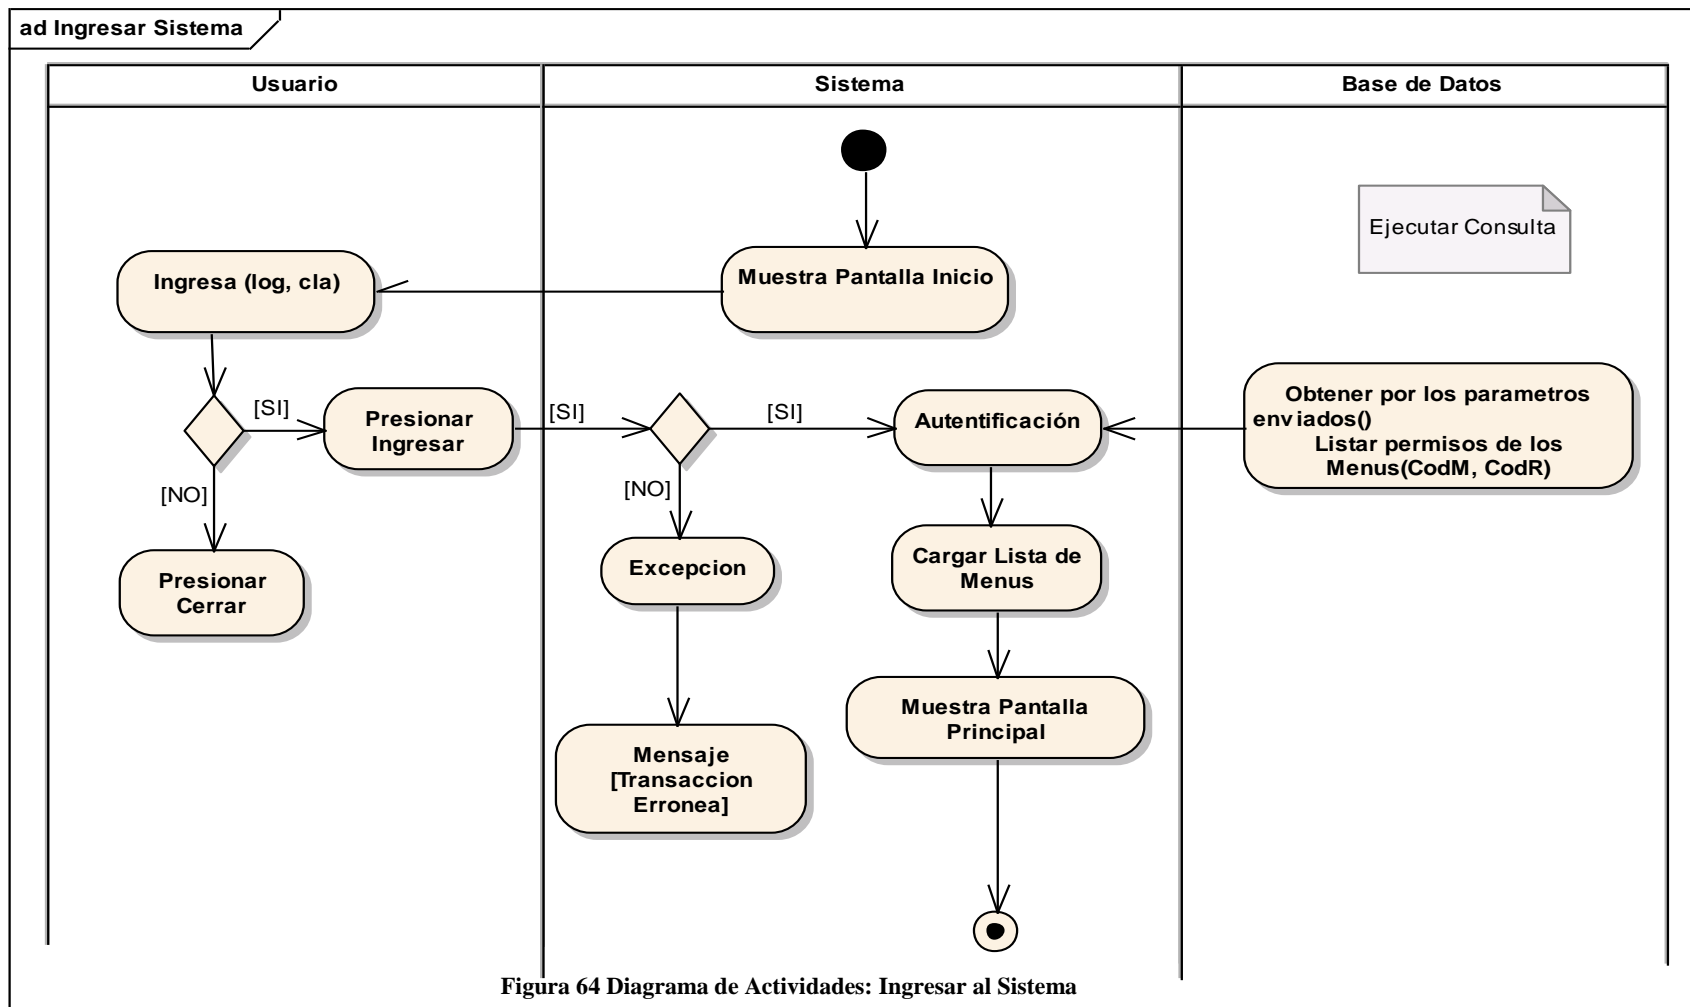 ad Ingresar Sistema
Usuario
Sistema
Base de Datos
Ejecutar Consulta
Muestra Pantalla Inicio
Ingresa (log, cla)
[SI]
Presionar
Ingresar
[SI]
[SI]
Autentificación
Obtener por los parametros
enviados()
Listar permisos de los
Menus(CodM, CodR)
[NO]
[NO]
Presionar
Cerrar
Excepcion
Cargar Lista de
Menus
Muestra Pantalla
Principal
Mensaje
[Transaccion
Erronea]
Figura 64 Diagrama de Actividades: Ingresar al Sistema